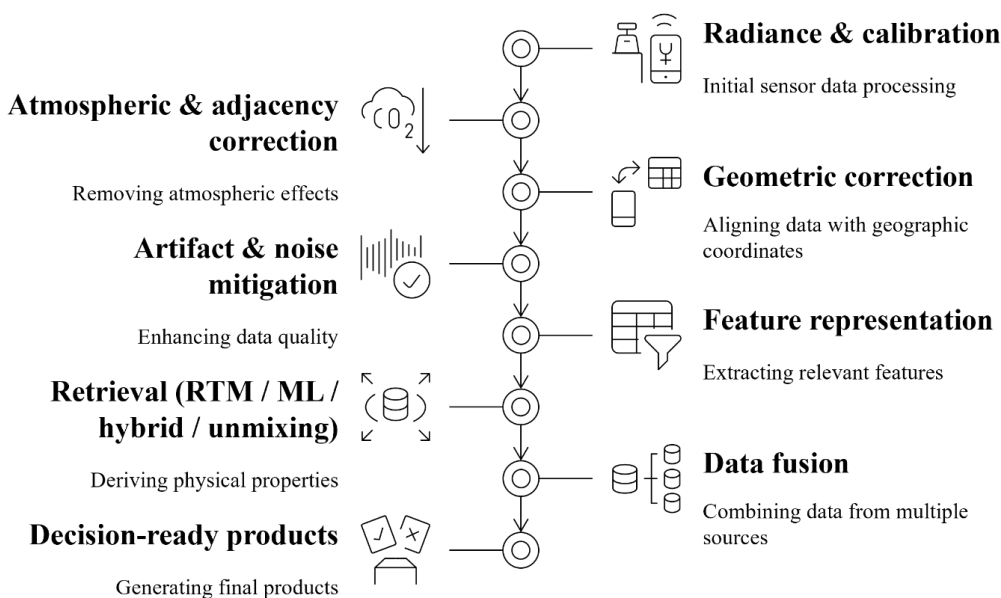 Radiance & calibration
Initial sensor data processing
Atmospheric & adjacency
correction
Removing atmospheric effects
CO2
Geometric correction
Aligning data with geographic
coordinates
Artifact & noise
mitigation
Enhancing data quality
Feature representation
Extracting relevant features
Retrieval (RTM / ML /
hybrid / unmixing)
Deriving physical properties
Data fusion
Combining data from multiple
sources
Decision-ready products
Generating final products